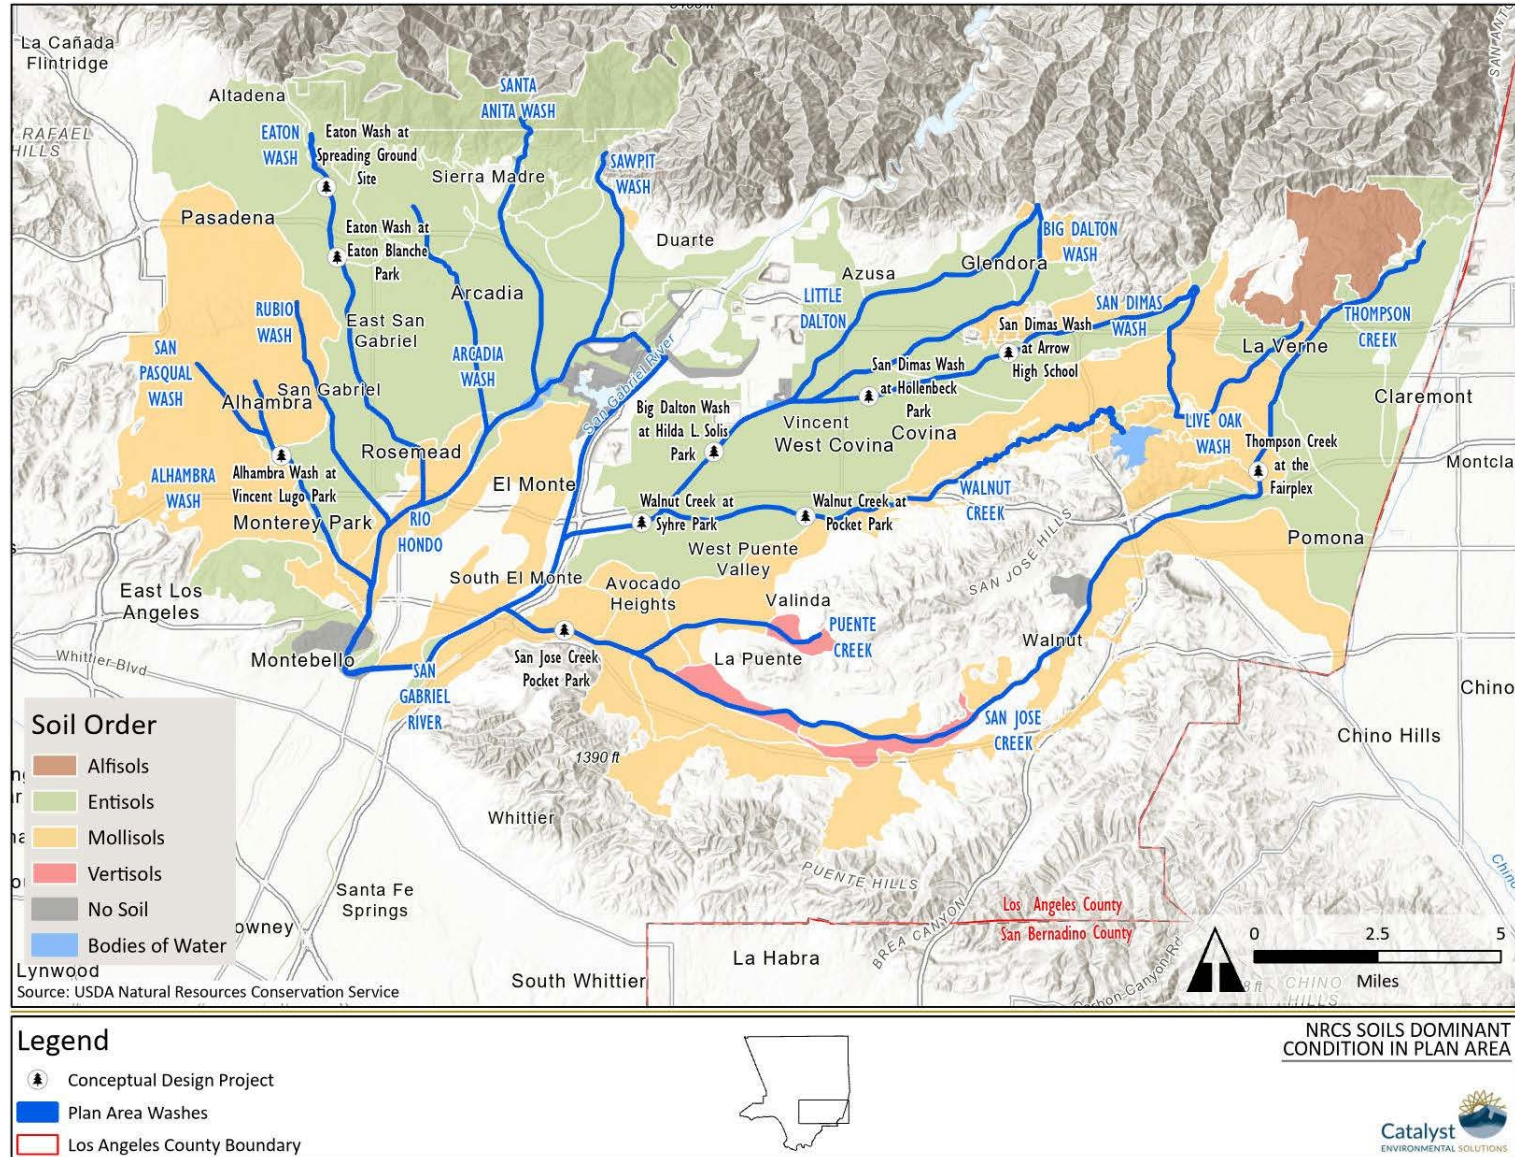 5460 ft
La Cañada
Flintridge
SAN ANTO
Altadena
SANTA
ANITA WASH
RAFAEL
HILLS
EATON
WASH
Eaton Wash at
Spreading Ground
Site
Sierra Madre
SAWPIT
WASH
Pasadena
Eaton Wash at
Eaton Blanche
Park
Duarte
BIG DALTON
WASH
Glendora
Azusa
Arcadia
LITTLE
DALTON
SAN DIMAS
WASH
THOMPSON
CREEK
RUBIO
WASH
East San
Gabriel
San Dimas Wash
at Arrow
High School
La Verne
SAN
PASQUAL
WASH
ARCADIA
WASH
San Gabriel River
San Dimas Wash
at Hollenbeck
Park
San Gabriel
Alhambra
Big Dalton Wash
at Hilda L. Solis
Park
Vincent
West Covina
Covina
Claremont
LIVE OAK
WASH
Rosemead
Thompson Creek
at the
Fairplex
Montcla
ALHAMBRA
WASH
Alhambra Wash at
Vincent Lugo Park
El Monte
WALNUT
CREEK
Walnut Creek at
Syhre Park
Walnut Creek at
Pocket Park
Monterey Park
RIO
HONDO
Pomona
West Puente
Valley
SAN JOSE HILLS
East Los
Angeles
South El Monte
Avocado
Heights
Valinda
PUENTE
CREEK
Walnut
Whittier Blvd
Montebello
San Jose Creek
Pocket Park
La Puente
SAN
GABRIEL
RIVER
SAN JOSE
CREEK
Chino
Chino Hills
1390 ft
Whittier
PUENTE HILLS
Soil Order
Alfisols
Entisols
Mollisols
Vertisols
No Soil
Bodies of Water
Santa Fe
Springs
owney
Lynwood
Los Angeles County
San Bernadino County
BREA CANYON
La Habra
South Whittier
Carbon Canyon Rd
CHINO
HILLS
Chino
0 2.5 5
Miles
Source: USDA Natural Resources Conservation Service
Legend
Conceptual Design Project
Plan Area Washes
Los Angeles County Boundary
NRCS SOILS DOMINANT
CONDITION IN PLAN AREA
Catalyst
ENVIRONMENTAL SOLUTIONS